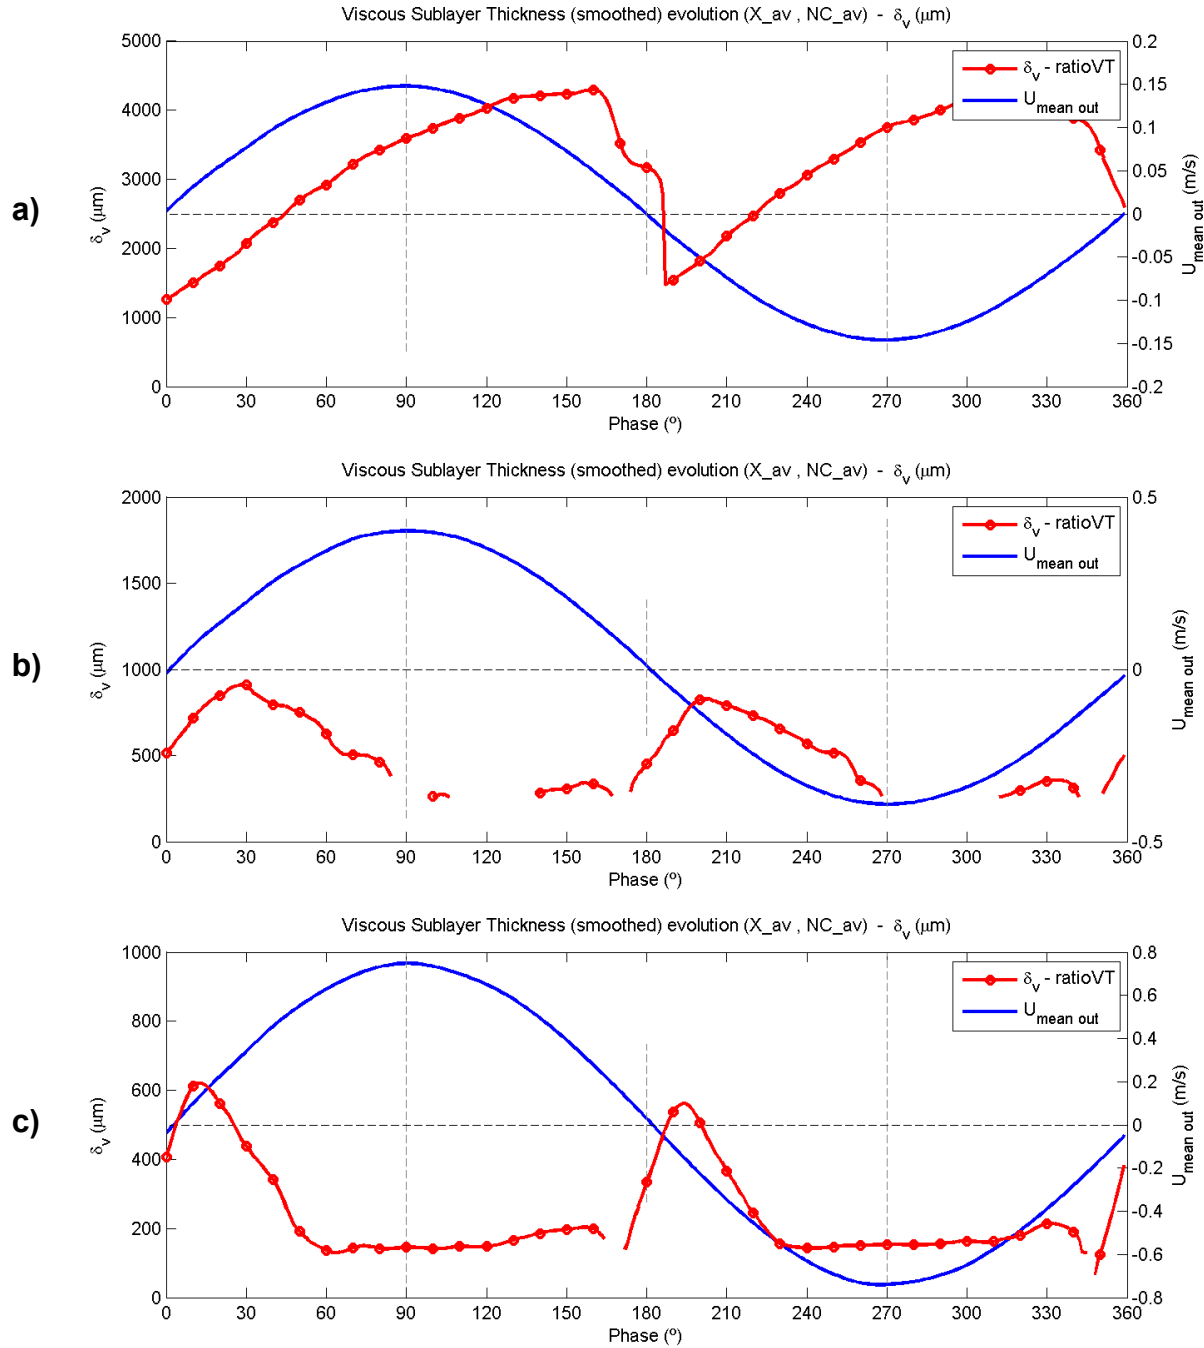 Viscous Sublayer Thickness (smoothed) evolution (X_av , NC_av) - δv (μm)
a)
5000
4000
3000
2000
1000
0
δv (μm)
0.2
0.15
0.1
0.05
0
-0.05
-0.1
-0.15
-0.2
Umean out (m/s)
δv - ratioVT
Umean out
0 30 60 90 120 150 180 210 240 270 300 330 360
Phase (º)
Viscous Sublayer Thickness (smoothed) evolution (X_av , NC_av) - δv (μm)
b)
2000
1500
1000
500
0
δv (μm)
0.5
0
-0.5
Umean out (m/s)
δv - ratioVT
Umean out
0 30 60 90 120 150 180 210 240 270 300 330 360
Phase (º)
Viscous Sublayer Thickness (smoothed) evolution (X_av , NC_av) - δv (μm)
c)
1000
800
600
400
200
0
δv (μm)
0.8
0.6
0.4
0.2
0
-0.2
-0.4
-0.6
-0.8
Umean out (m/s)
δv - ratioVT
Umean out
0 30 60 90 120 150 180 210 240 270 300 330 360
Phase (º)